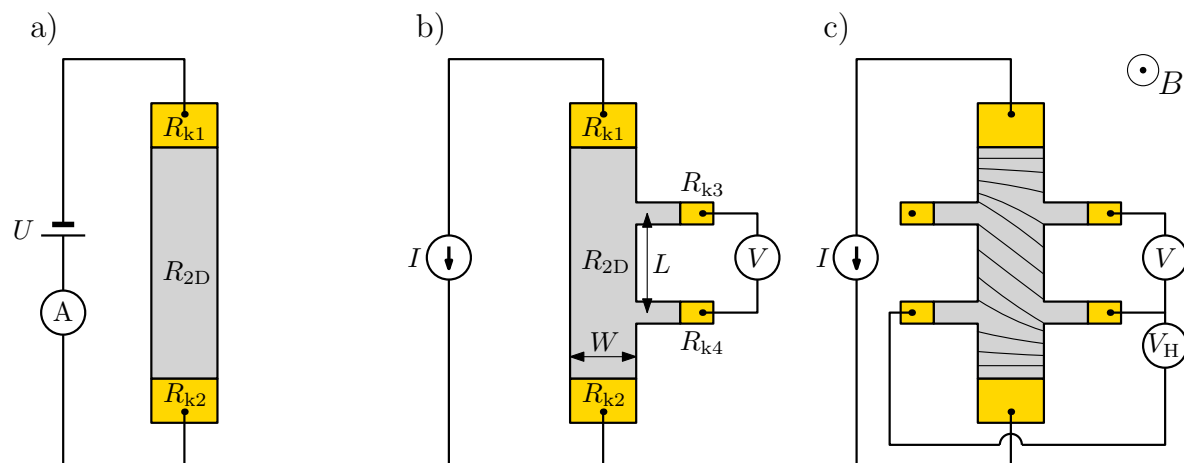 a)
U
A
R_k1
R_2D
R_k2
b)
I
R_k1
R_k3
R_2D
L
V
W
R_k4
R_k2
c)
B
I
V
V_H